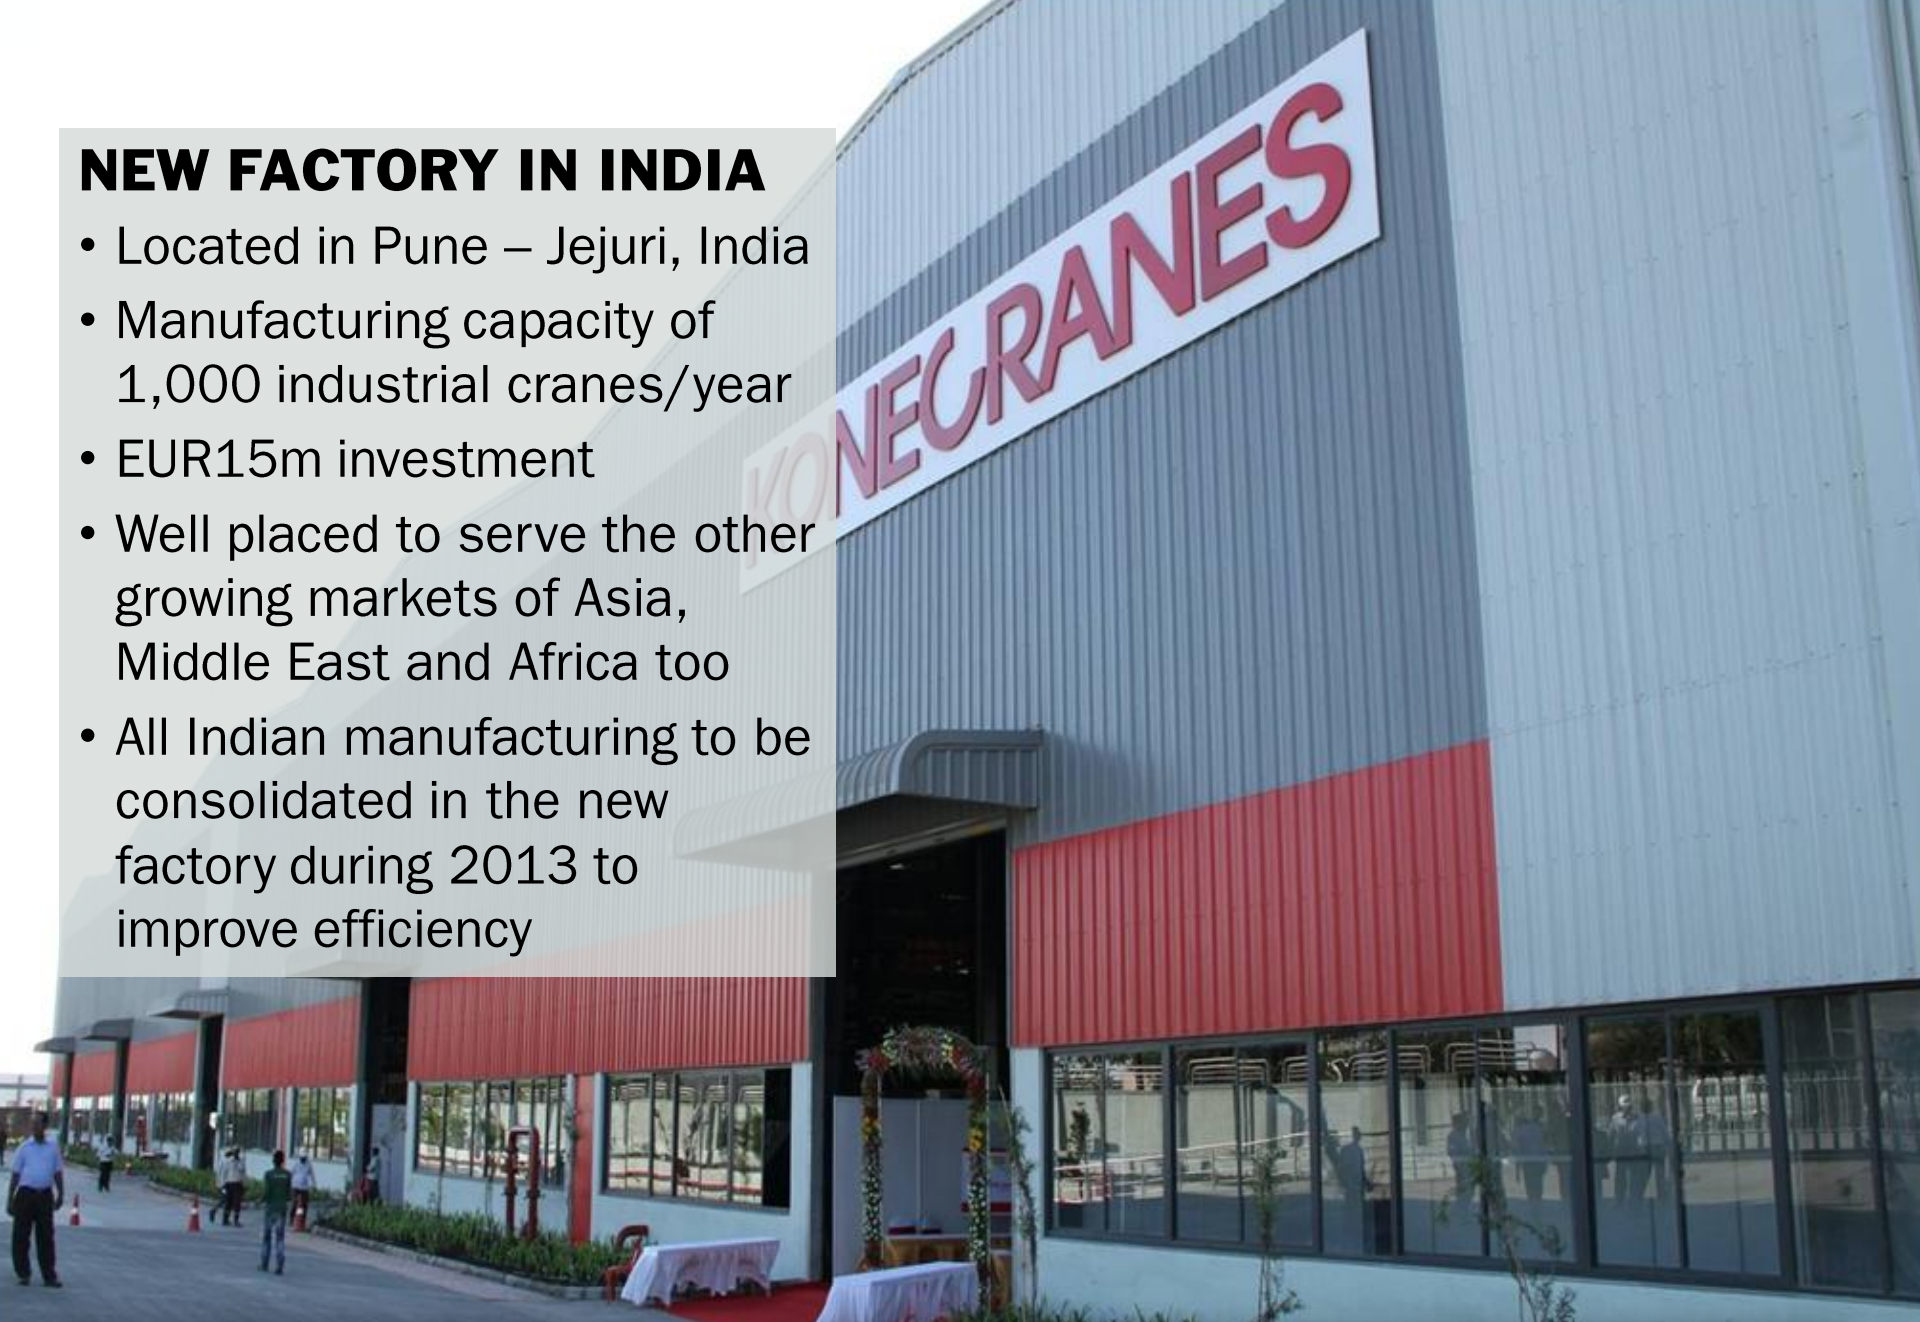 NEW FACTORY IN INDIA
• Located in Pune – Jejuri, India
• Manufacturing capacity of
1,000 industrial cranes/year
• EUR15m investment
• Well placed to serve the other
growing markets of Asia,
Middle East and Africa too
• All Indian manufacturing to be
consolidated in the new
factory during 2013 to
improve efficiency
KONECRANES